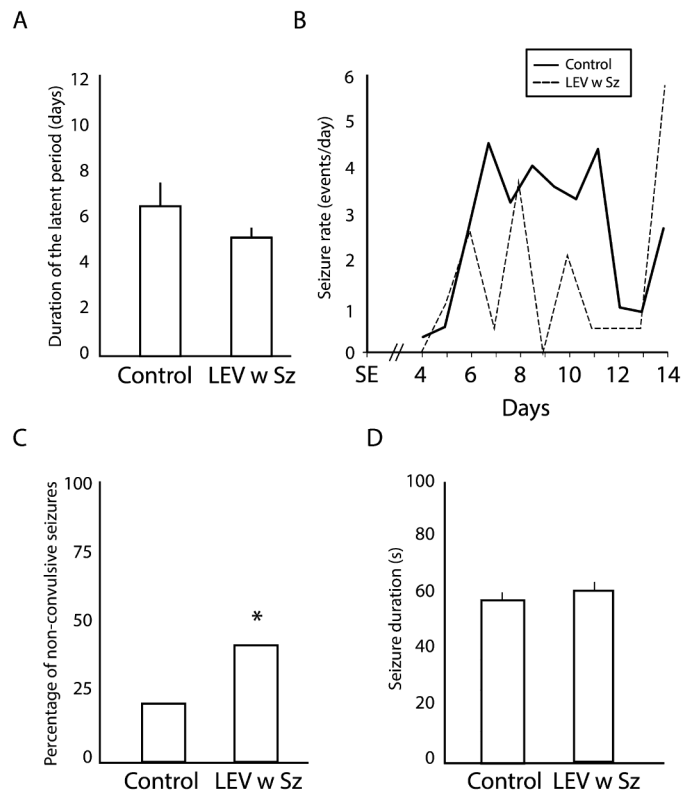 A
Duration of the latent period (days)
12
10
8
6
4
2
0
Control LEV w Sz
B
Control
LEV w Sz
Seizure rate (events/day)
6
5
4
3
2
1
0
SE 4 6 8 10 12 14
Days
C
Percentage of non-convulsive seizures
100
75
50
25
0
*
Control LEV w Sz
D
Seizure duration (s)
100
80
60
40
20
0
Control LEV w Sz